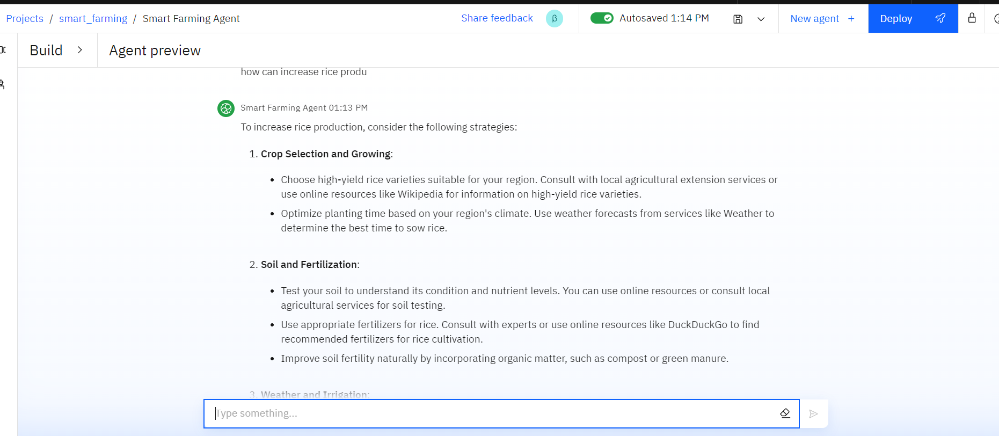 Projects / smart_farming / Smart Farming Agent
Share feedback
β
Autosaved 1:14 PM
New agent +
Deploy
Build
Agent preview
how can increase rice produ
Smart Farming Agent 01:13 PM
To increase rice production, consider the following strategies:
1. Crop Selection and Growing:
• Choose high-yield rice varieties suitable for your region. Consult with local agricultural extension services or
use online resources like Wikipedia for information on high-yield rice varieties.
• Optimize planting time based on your region's climate. Use weather forecasts from services like Weather to
determine the best time to sow rice.
2. Soil and Fertilization:
• Test your soil to understand its condition and nutrient levels. You can use online resources or consult local
agricultural services for soil testing.
• Use appropriate fertilizers for rice. Consult with experts or use online resources like DuckDuckGo to find
recommended fertilizers for rice cultivation.
• Improve soil fertility naturally by incorporating organic matter, such as compost or green manure.
3. Weather and Irrigation:
Type something...